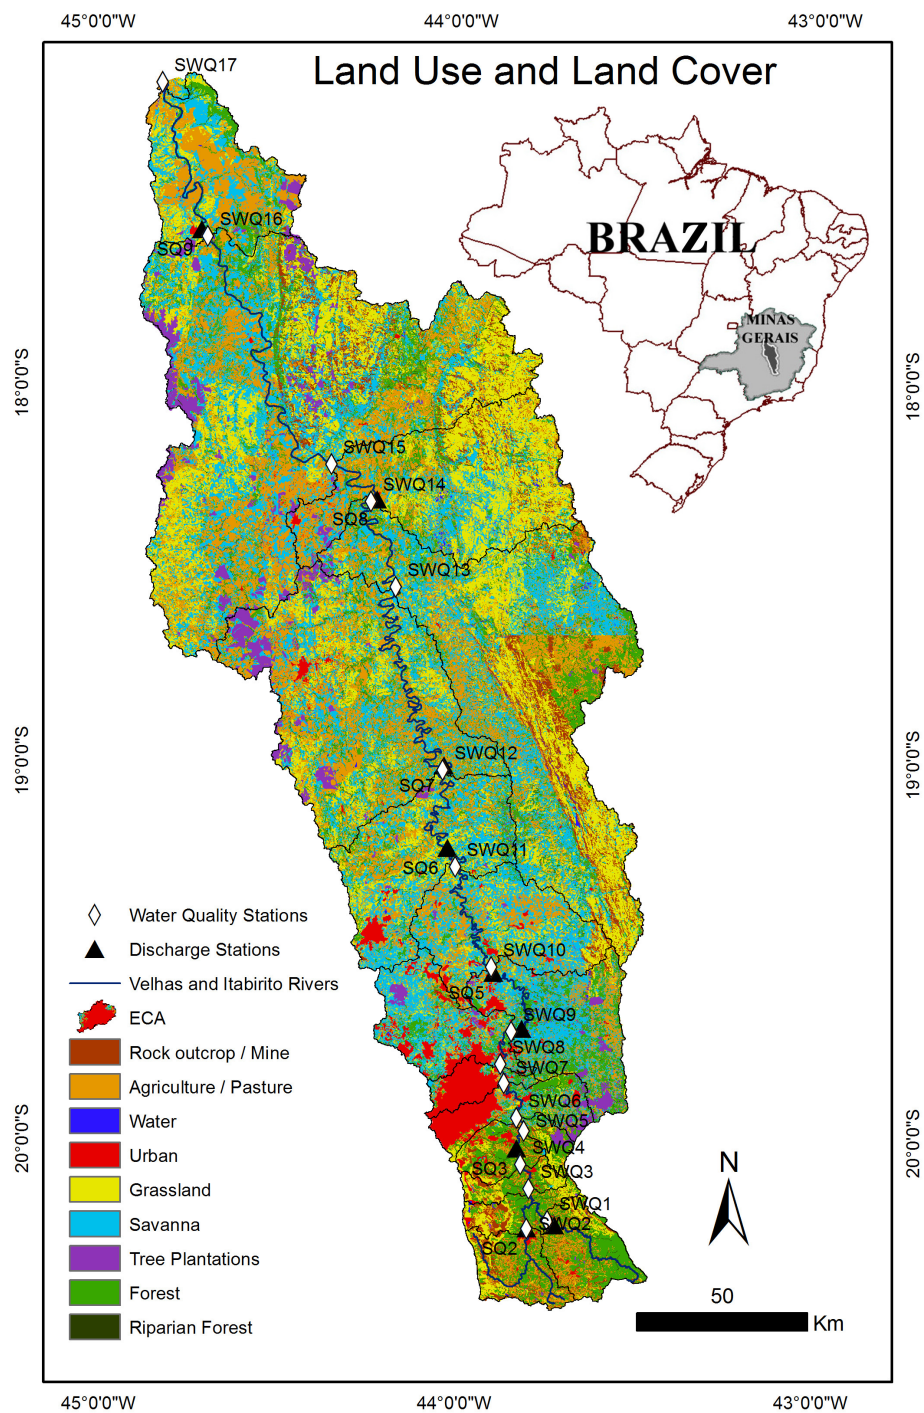 45°0'0"W 44°0'0"W 43°0'0"W
Land Use and Land Cover
SWQ17
BRAZIL
MINAS
GERAIS
SWQ16
SQ9
18°0'0"S 18°0'0"S
SWQ15
SWQ14
SQ8
SWQ13
19°0'0"S 19°0'0"S
SWQ12
SQ7
SWQ11
SQ6
SWQ10
SQ5
SWQ9
SWQ8
SWQ7
SWQ6
SWQ5
SWQ4
SQ3
SWQ3
SWQ1
SWQ2
SQ2
20°0'0"S 20°0'0"S
Water Quality Stations
Discharge Stations
Velhas and Itabirito Rivers
ECA
Rock outcrop / Mine
Agriculture / Pasture
Water
Urban
Grassland
Savanna
Tree Plantations
Forest
Riparian Forest
N
50
Km
45°0'0"W 44°0'0"W 43°0'0"W